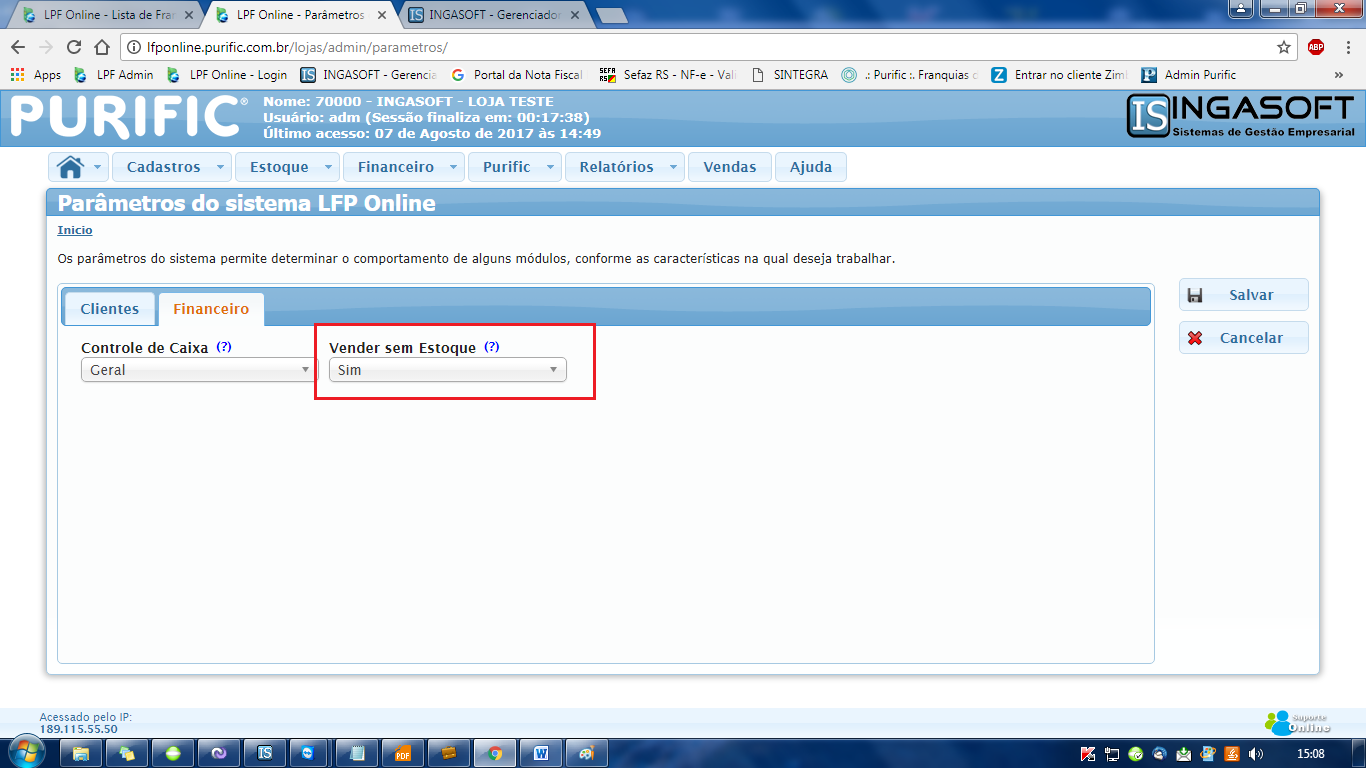 LPF Online - Lista de Fran
LPF Online - Parâmetros
INGASOFT - Gerenciador
lfponline.purific.com.br/lojas/admin/parametros/
ABP
Apps
LPF Admin
LPF Online - Login
IS
INGASOFT - Gerencia
Portal da Nota Fiscal
Sefaz RS - NF-e - Vali
SINTEGRA
.: Purific :. Franquias
Entrar no cliente Zim
Admin Purific
»
PURIFIC®
Nome: 70000 - INGASOFT - LOJA TESTE
Usuário: adm (Sessão finaliza em: 00:17:38)
Último acesso: 07 de Agosto de 2017 às 14:49
IS INGASOFT
Sistemas de Gestão Empresarial
Cadastros
Estoque
Financeiro
Purific
Relatórios
Vendas
Ajuda
Parâmetros do sistema LFP Online
Inicio
Os parâmetros do sistema permite determinar o comportamento de alguns módulos, conforme as características na qual deseja trabalhar.
Clientes
Financeiro
Salvar
Cancelar
Controle de Caixa (?)
Vender sem Estoque (?)
Geral
Sim
Acessado pelo IP:
189.115.55.50
Suporte
Online
IS
PDF
W
15:08